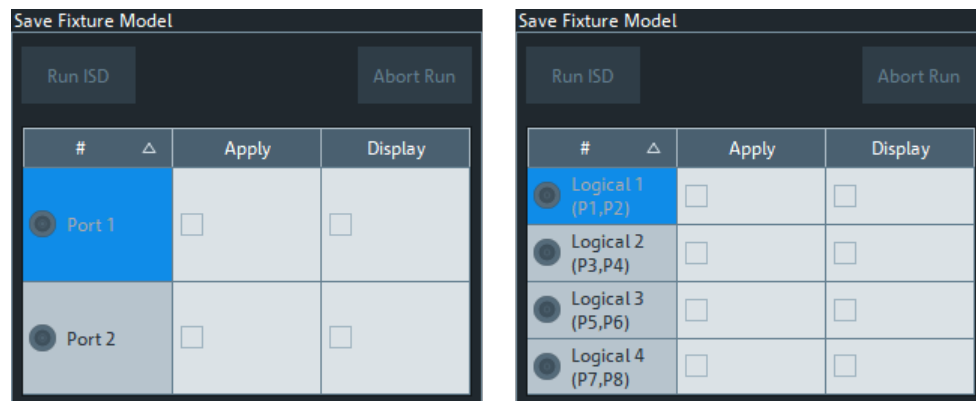 Save Fixture Model
Run ISD
Abort Run
# Apply Display
Port 1
Port 2
Save Fixture Model
Run ISD
Abort Run
# Apply Display
Logical 1
(P1,P2)
Logical 2
(P3,P4)
Logical 3
(P5,P6)
Logical 4
(P7,P8)